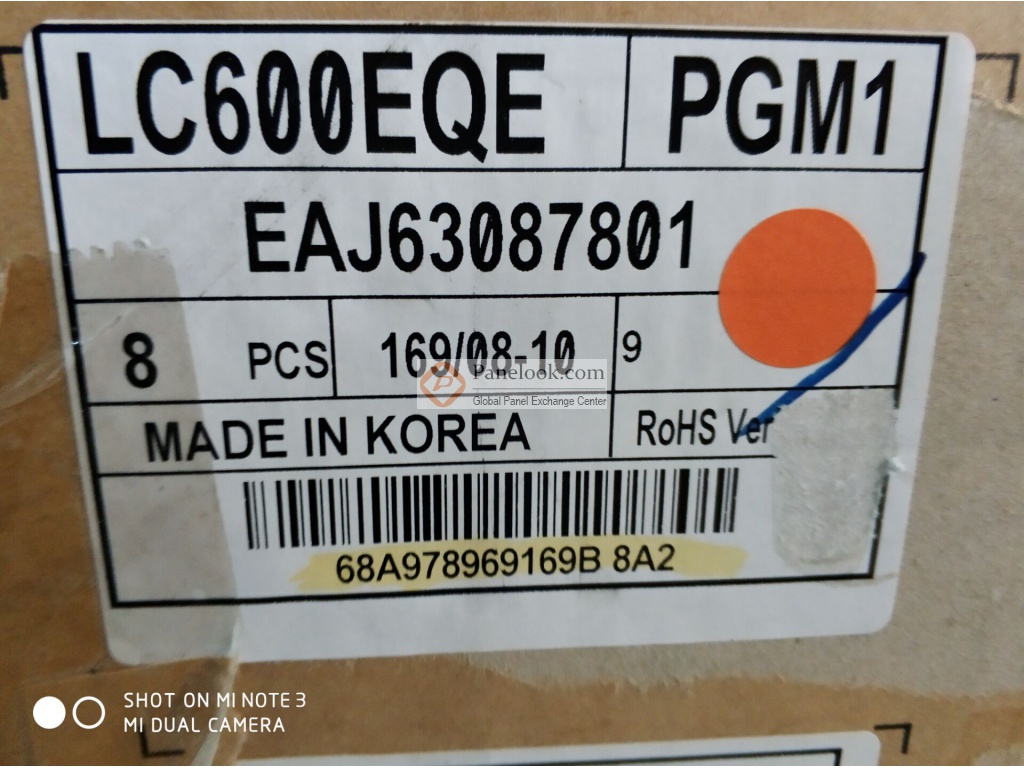 LC600EQE PGM1
EAJ63087801
8 PCS 169/08-10 9
Panelook.com
Global Panel Exchange Center
MADE IN KOREA RoHS Ver
68A978969169B 8A2
SHOT ON MI NOTE 3
MI DUAL CAMERA